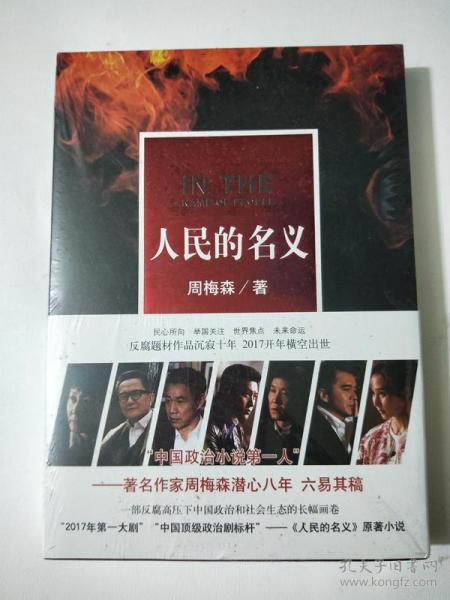 IN THE
NAME OF PEOPLE
人民的名义
周梅森/著
民心所向 举国关注 世界焦点 未来命运
反腐题材作品沉寂十年 2017开年横空出世
“中国政治小说第一人”
——著名作家周梅森潜心八年 六易其稿
一部反腐高压下中国政治和社会生态的长幅画卷
“2017年第一大剧”“中国顶级政治剧标杆”——《人民的名义》原著小说
孔夫子旧书网
www.kongfz.com